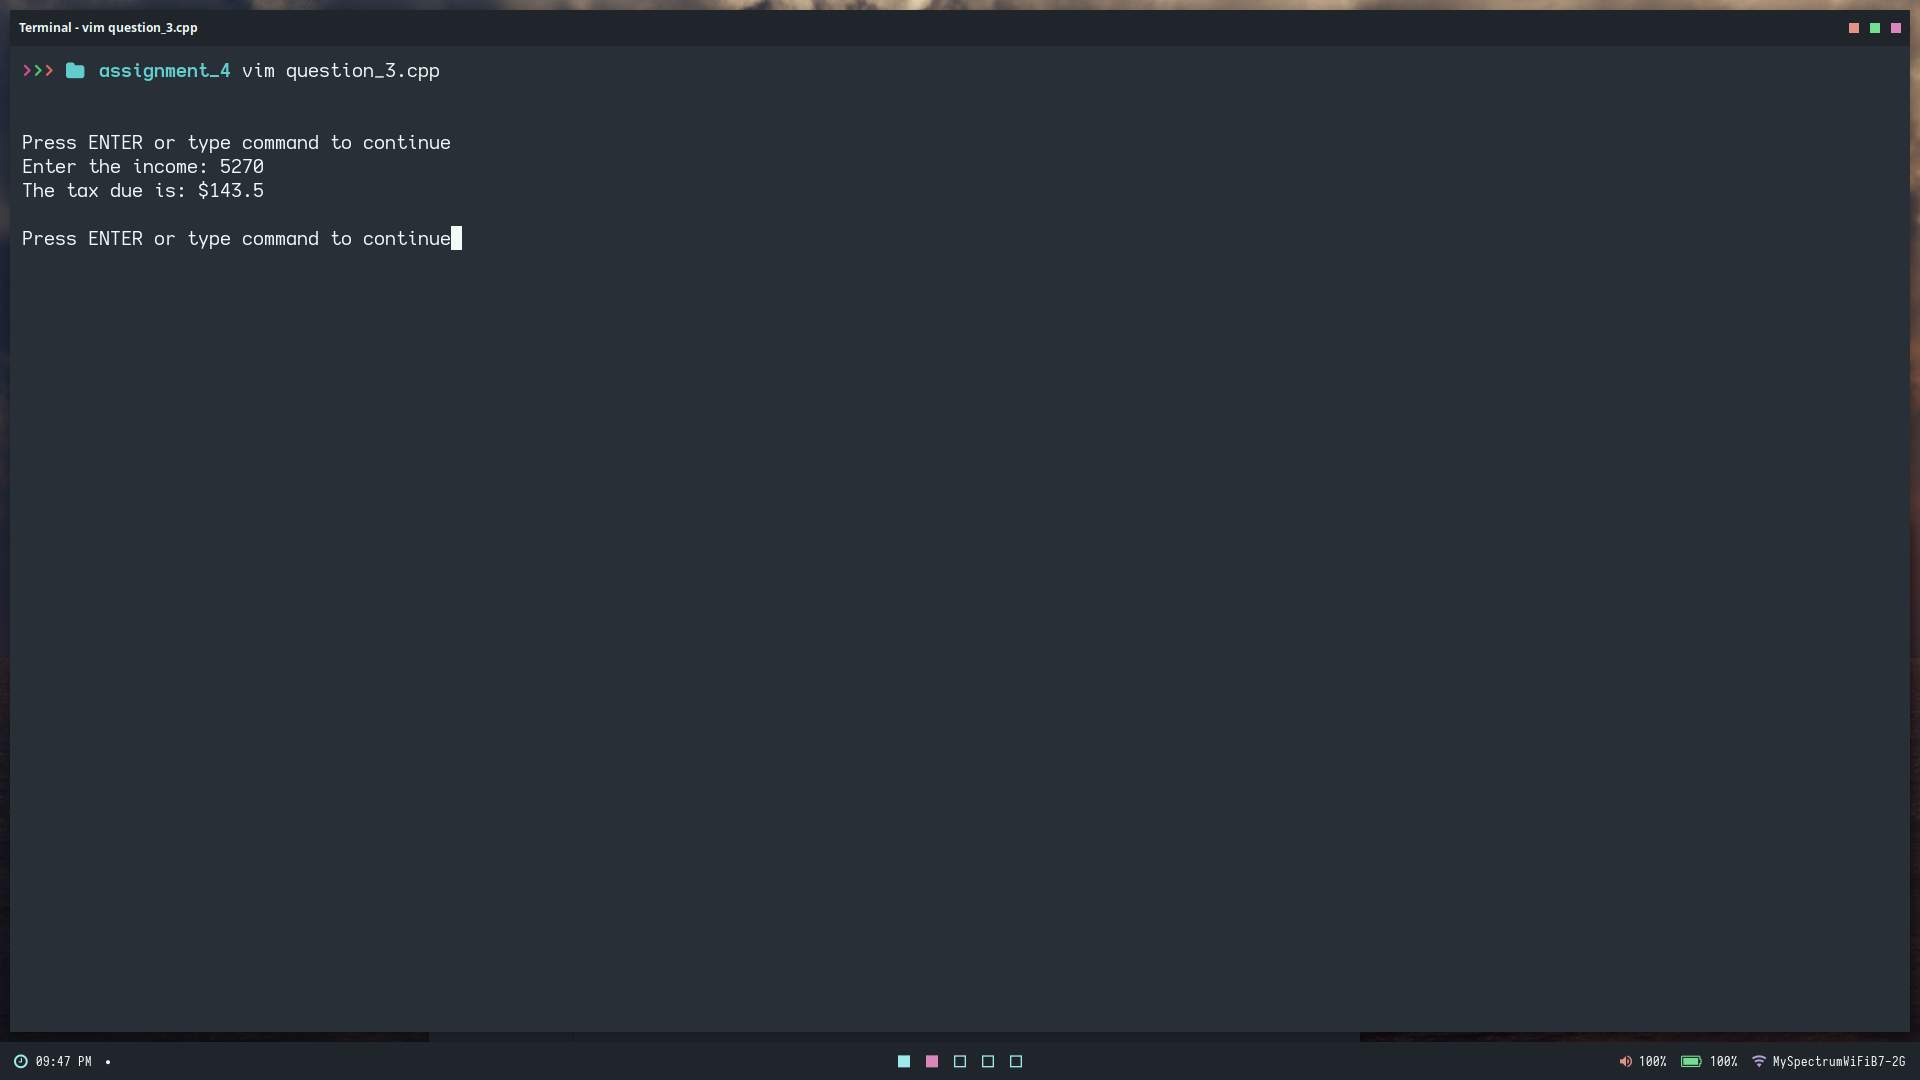 Terminal - vim question_3.cpp
>>> assignment_4 vim question_3.cpp
Press ENTER or type command to continue
Enter the income: 5270
The tax due is: $143.5
Press ENTER or type command to continue
09:47 PM
100% 100% MySpectrumWiFiB7-2G